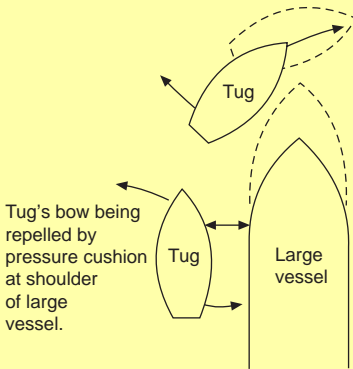 Tug
Tug's bow being
repelled by
pressure cushion
at shoulder
of large
vessel.
Tug
Large
vessel